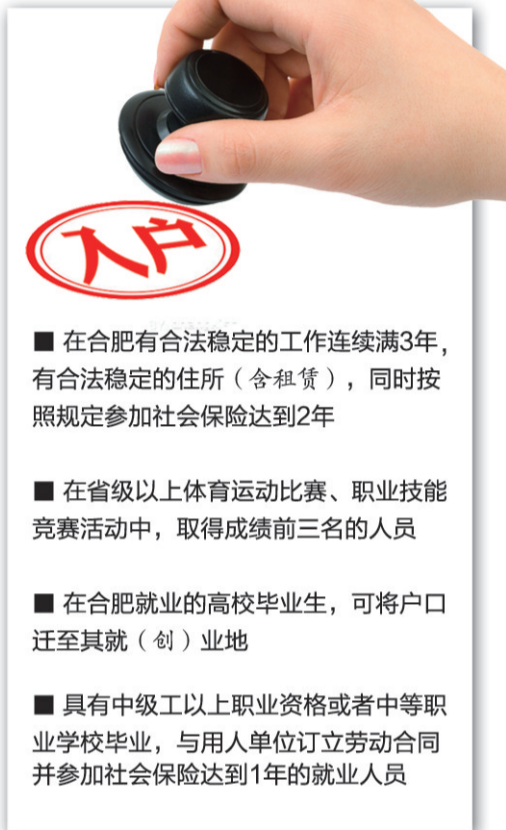 入户
■ 在合肥有合法稳定的工作连续满3年，
有合法稳定的住所（含租赁），同时按
照规定参加社会保险达到2年
■ 在省级以上体育运动比赛、职业技能
竞赛活动中，取得成绩前三名的人员
■ 在合肥就业的高校毕业生，可将户口
迁至其就（创）业地
■ 具有中级工以上职业资格或者中等职
业学校毕业，与用人单位订立劳动合同
并参加社会保险达到1年的就业人员